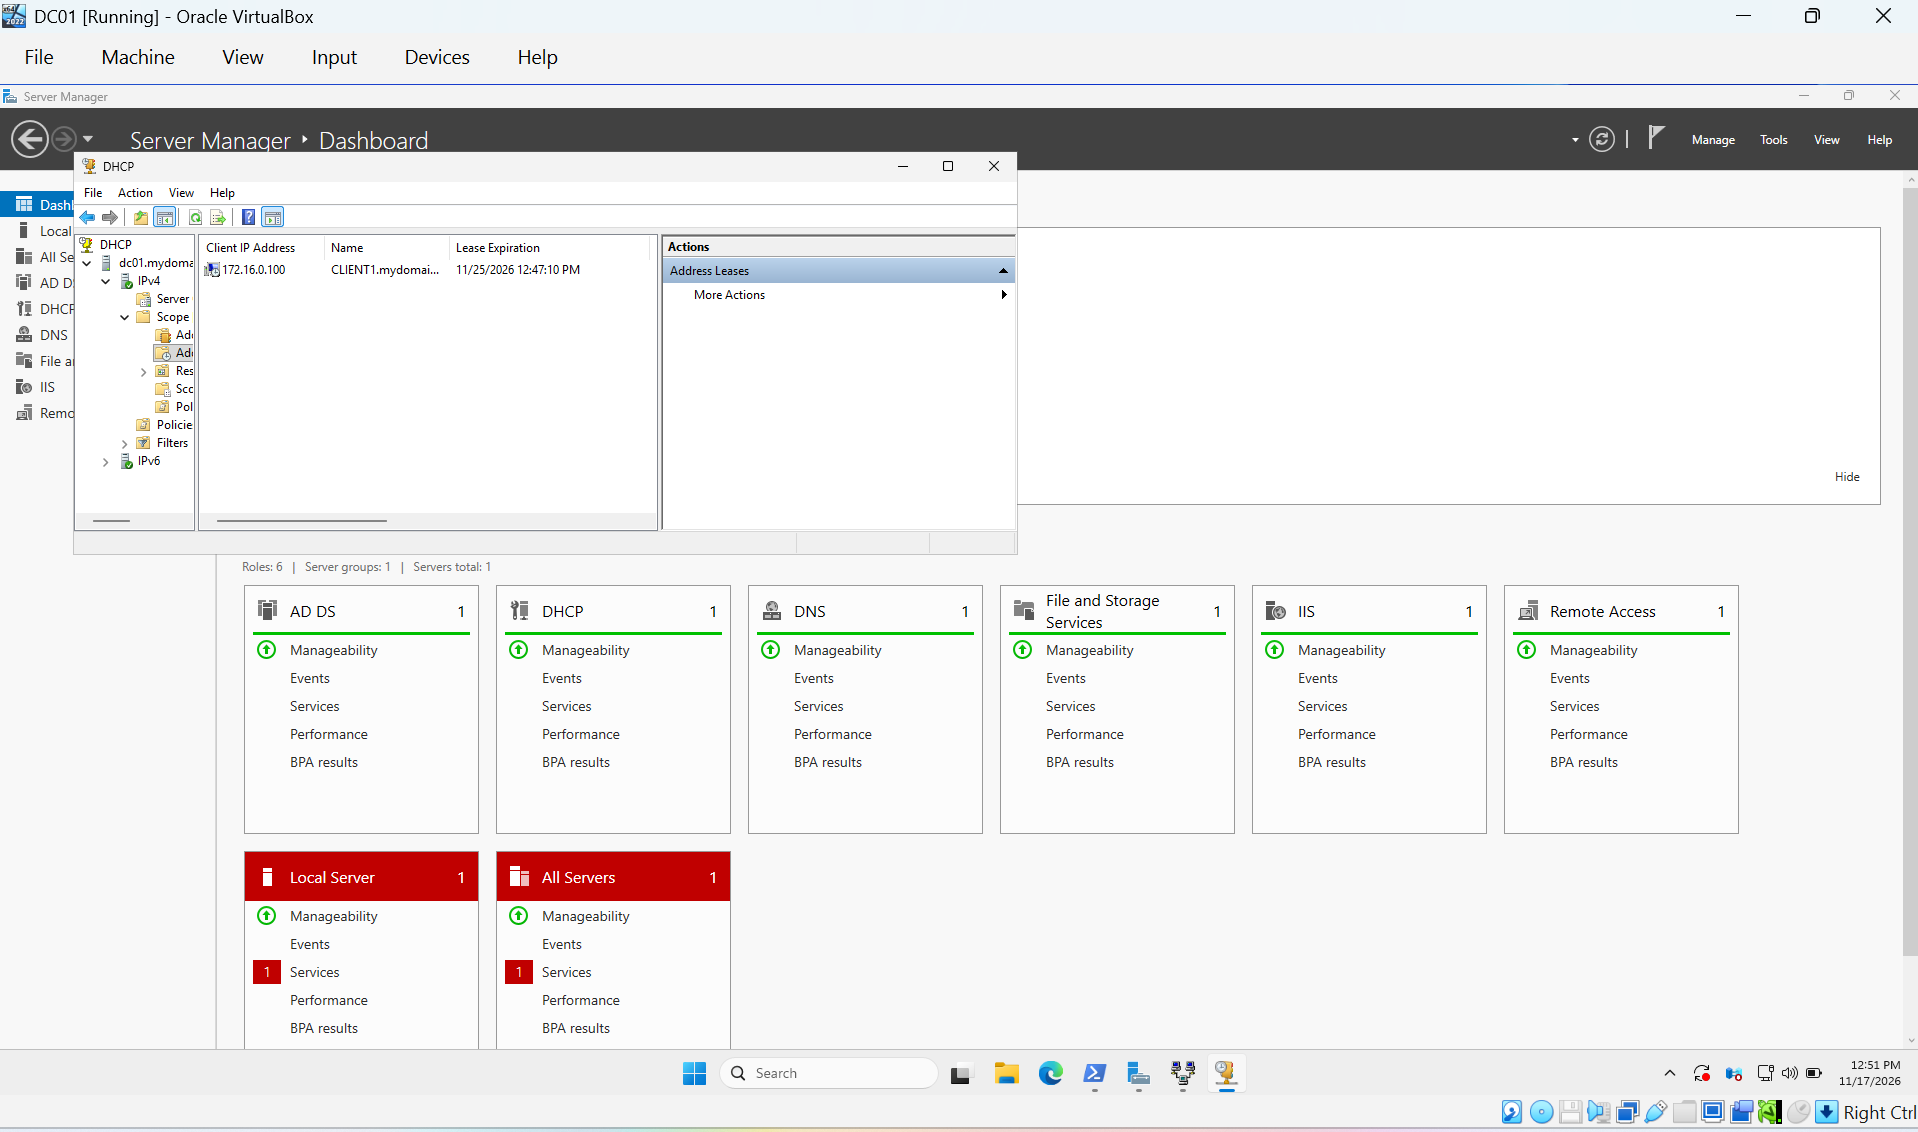 DC01 [Running] - Oracle VirtualBox
File Machine View Input Devices Help
Server Manager
Server Manager ‣ Dashboard
Manage Tools View Help
DHCP
File Action View Help
Dashl
Local
All Se
AD D
DHCP
DNS
File a
IIS
Remo
DHCP
dc01.mydoma
IPv4
Server
Scope
Ad
Ad
Res
Sco
Pol
Policie
Filters
IPv6
Client IP Address Name Lease Expiration
172.16.0.100 CLIENT1.mydomai... 11/25/2026 12:47:10 PM
Actions
Address Leases
More Actions
Hide
Roles: 6 | Server groups: 1 | Servers total: 1
AD DS 1
Manageability
Events
Services
Performance
BPA results
DHCP 1
Manageability
Events
Services
Performance
BPA results
DNS 1
Manageability
Events
Services
Performance
BPA results
File and Storage
Services 1
Manageability
Events
Services
Performance
BPA results
IIS 1
Manageability
Events
Services
Performance
BPA results
Remote Access 1
Manageability
Events
Services
Performance
BPA results
Local Server 1
Manageability
Events
1 Services
Performance
BPA results
All Servers 1
Manageability
Events
1 Services
Performance
BPA results
Search
12:51 PM
11/17/2026
Right Ctrl